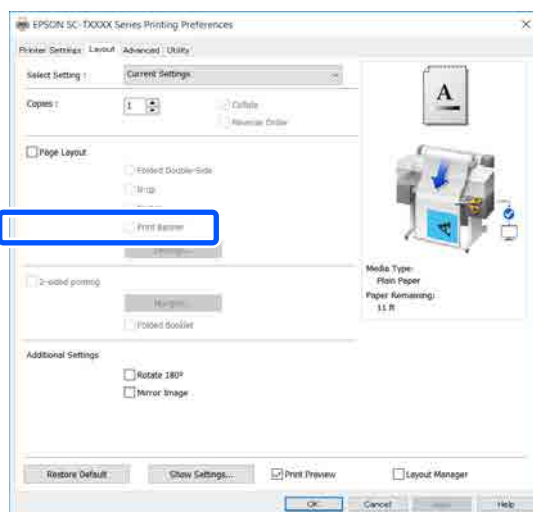 EPSON SC-TXXXX Series Printing Preferences
Printer Settings Layout Advanced Utility
Select Setting : Current Settings
Copies : 1 Collate
Reverse Order
Page Layout
Folded Double-Side
N-up
Print Banner
Settings...
2-sided printing
Margins...
Folded Booklet
Additional Settings
Rotate 180º
Mirror Image
A
Media Type:
Plain Paper
Paper Remaining:
11 ft
Restore Default Show Settings... Print Preview Layout Manager
OK Cancel Apply Help